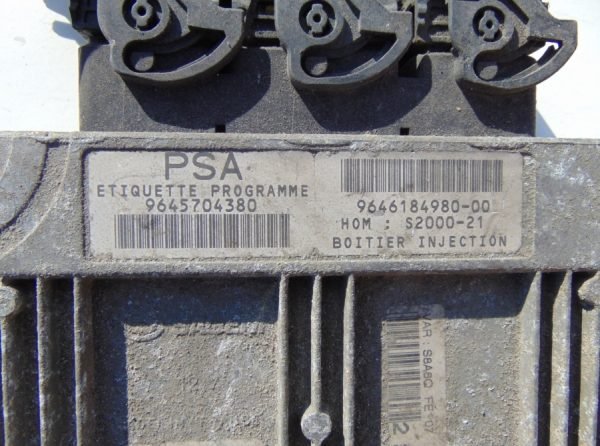 PSA
ETIQUETTE PROGRAMME
9645704380
9646184980-00
HOM : S2000-21
BOITIER INJECTION